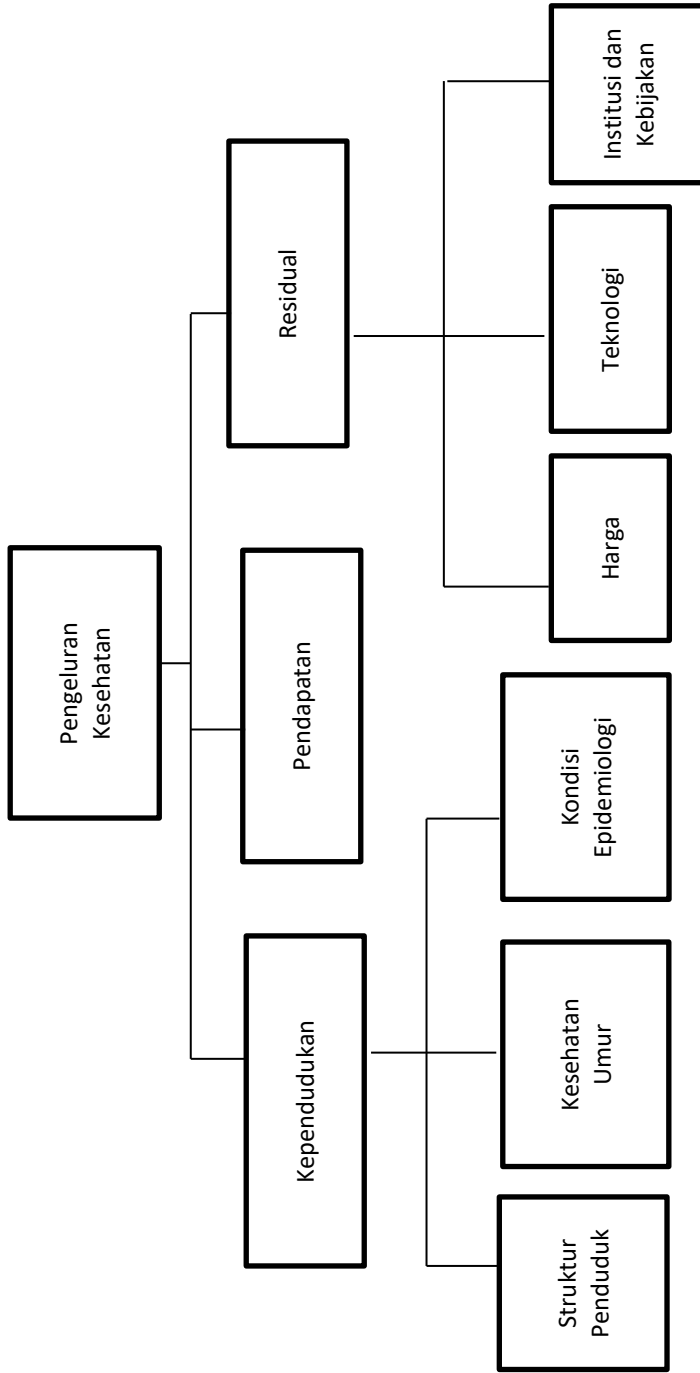 Pengeluran
Kesehatan
Kependudukan
Pendapatan
Residual
Struktur
Penduduk
Kesehatan
Umur
Kondisi
Epidemiologi
Harga
Teknologi
Institusi dan
Kebijakan